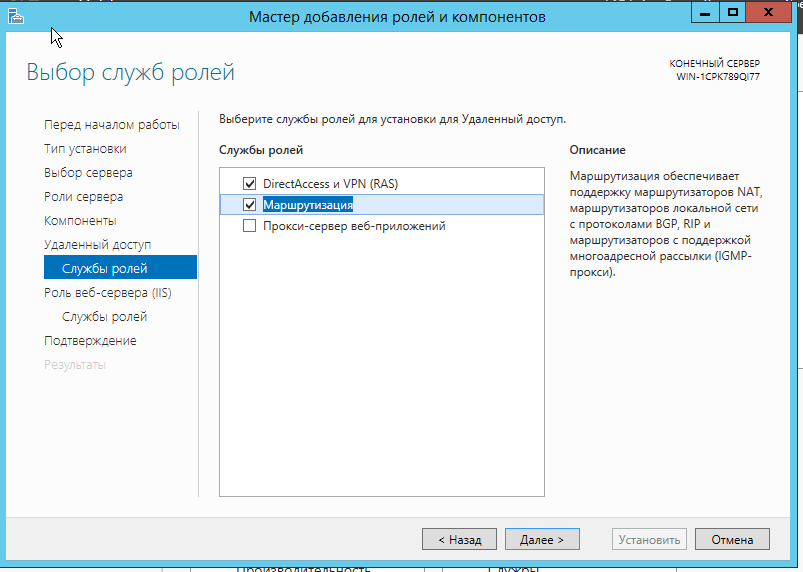 Мастер добавления ролей и компонентов
Выбор служб ролей
КОНЕЧНЫЙ СЕРВЕР
WIN-1CPK789QI77
Перед началом работы
Тип установки
Выбор сервера
Роли сервера
Компоненты
Удаленный доступ
Службы ролей
Роль веб-сервера (IIS)
Службы ролей
Подтверждение
Результаты
Выберите службы ролей для установки для Удаленный доступ.
Службы ролей
DirectAccess и VPN (RAS)
Маршрутизация
Прокси-сервер веб-приложений
Описание
Маршрутизация обеспечивает
поддержку маршрутизаторов NAT,
маршрутизаторов локальной сети
с протоколами BGP, RIP и
маршрутизаторов с поддержкой
многоадресной рассылки (IGMP-
прокси).
< Назад
Далее >
Установить
Отмена
Производительность
Службы